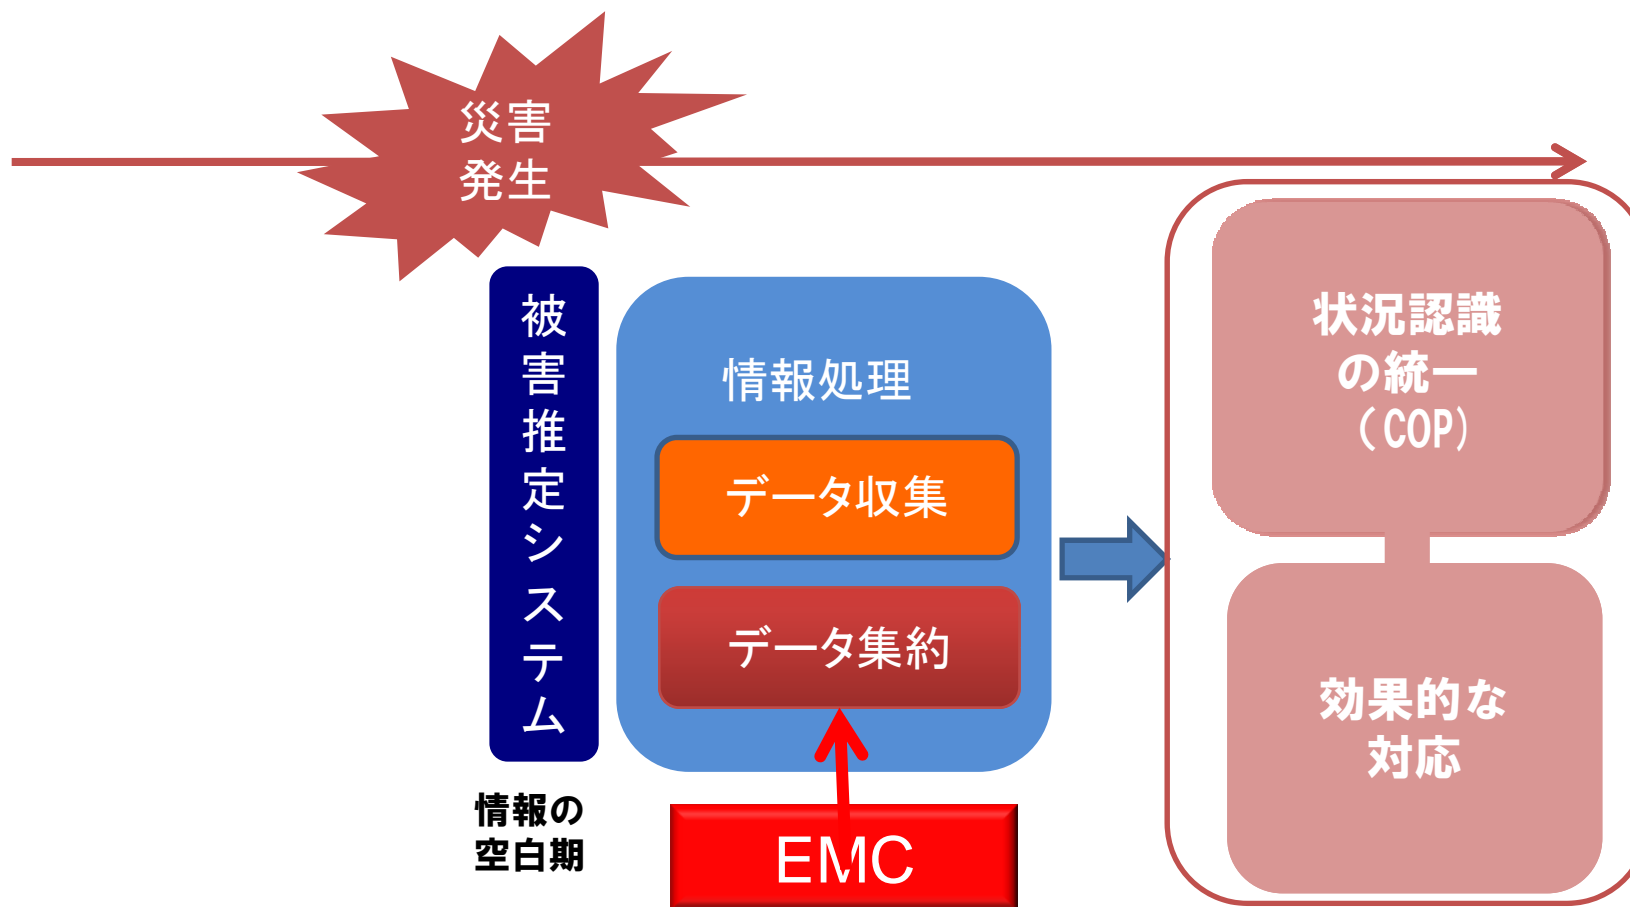 災害
発生
被害推定システム
情報処理
データ収集
データ集約
情報の
空白期
EMC
状況認識
の統一
（COP）
効果的な
対応